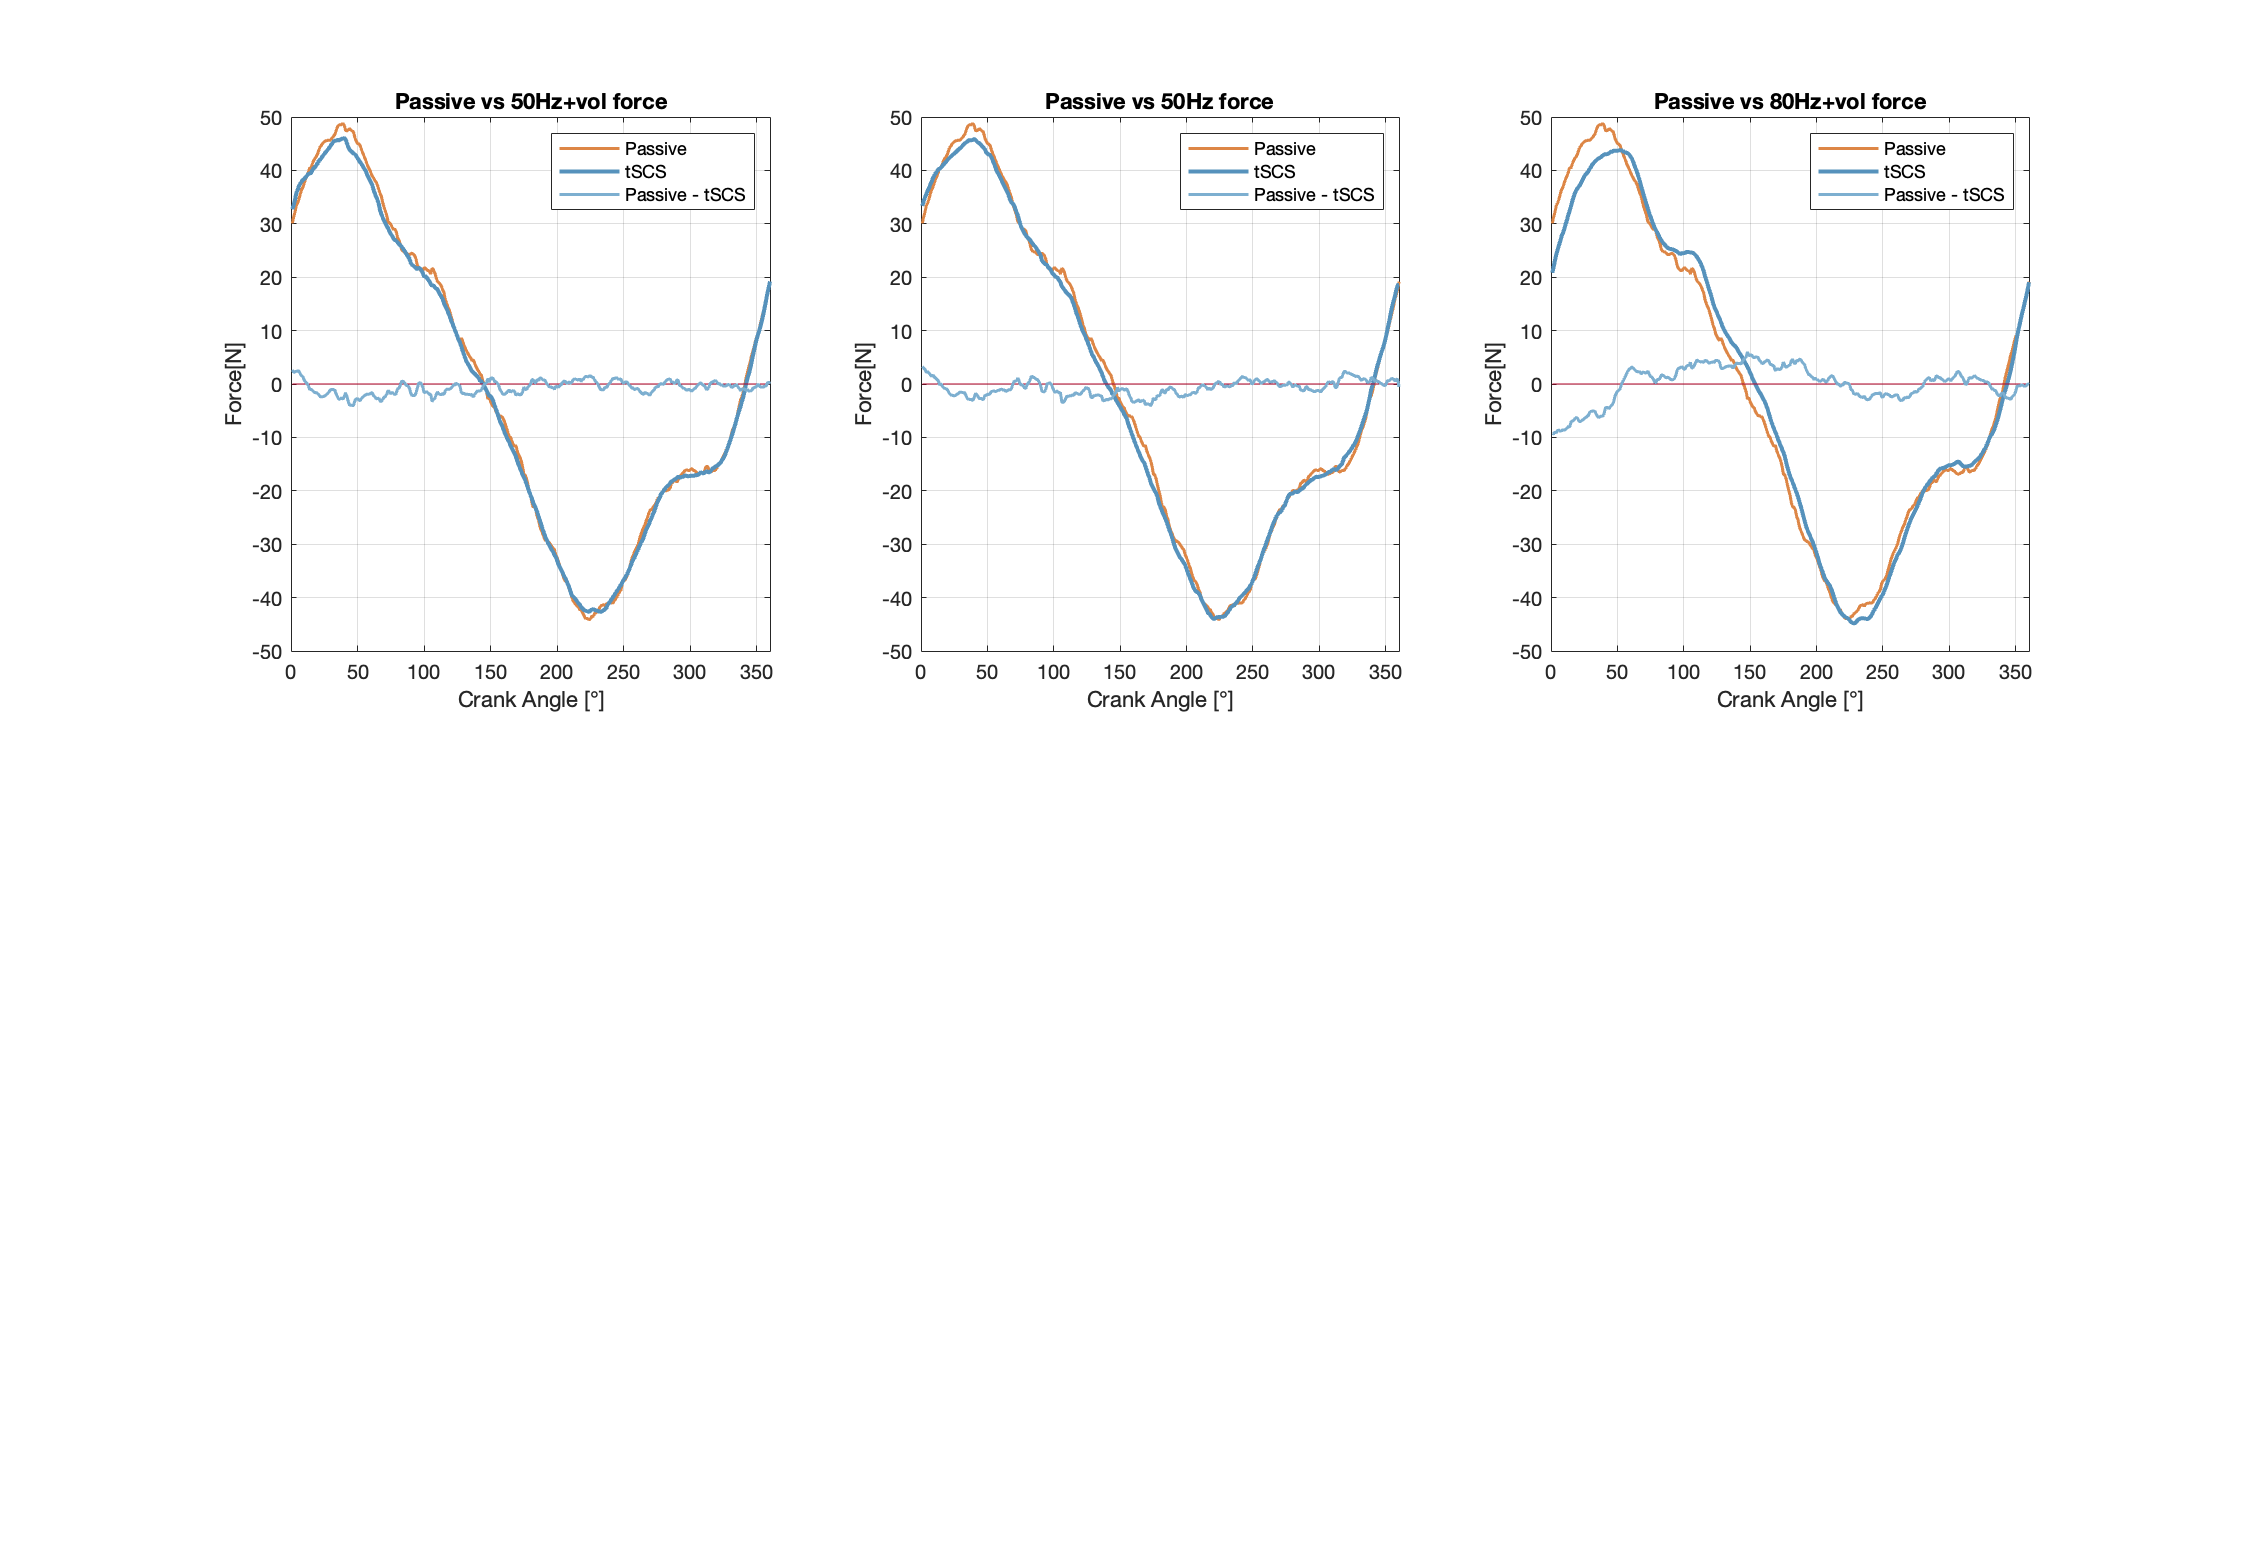 Passive vs 50Hz+vol force
50
40
30
20
10
0
-10
-20
-30
-40
-50
Force[N]
Passive
tSCS
Passive - tSCS
0 50 100 150 200 250 300 350
Crank Angle [°]
Passive vs 50Hz force
50
40
30
20
10
0
-10
-20
-30
-40
-50
Force[N]
Passive
tSCS
Passive - tSCS
0 50 100 150 200 250 300 350
Crank Angle [°]
Passive vs 80Hz+vol force
50
40
30
20
10
0
-10
-20
-30
-40
-50
Force[N]
Passive
tSCS
Passive - tSCS
0 50 100 150 200 250 300 350
Crank Angle [°]